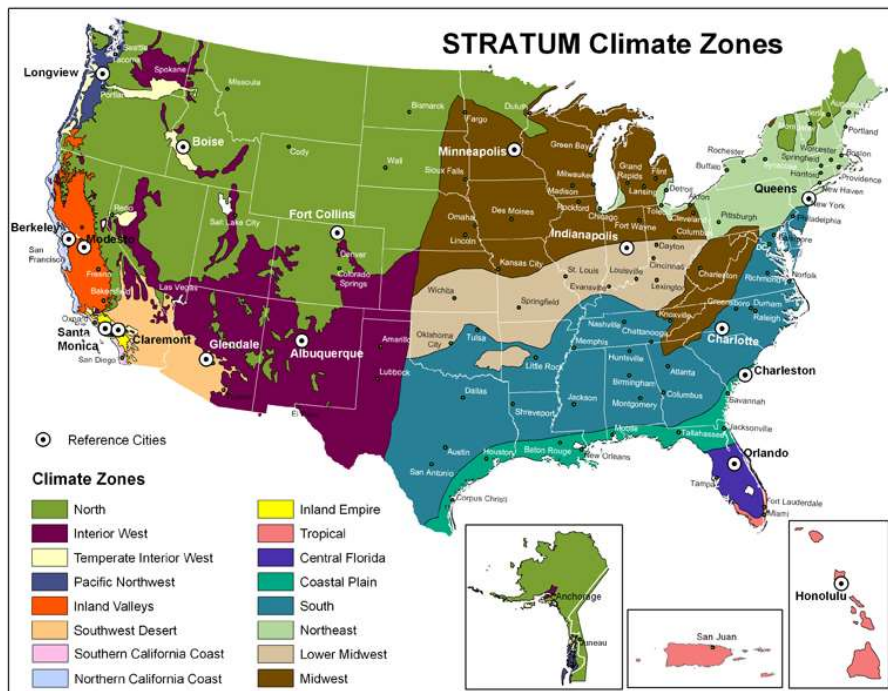 STRATUM Climate Zones
Seattle
Tacoma
Spokane
Longview
Portland
Missoula
Bismarck
Fargo
Duluth
Boise
Cody
Wall
Minneapolis
Green Bay
Sioux Falls
Milwaukee
Madison
Rockford
Chicago
Grand
Rapids
Flint
Lansing
Detroit
Portland
Rochester
Buffalo
Worcester
Boston
Springfield
Providence
New Haven
Queens
New York
Reno
Salt Lake City
Fort Collins
Denver
Colorado
Springs
Omaha
Lincoln
Des Moines
Fort Wayne
Cleveland
Akron
Pittsburgh
Philadelphia
Columbus
Dayton
Indianapolis
Berkeley
San
Francisco
Modesto
Fresno
Bakersfield
Las Vegas
Kansas City
St. Louis
Evansville
Louisville
Lexington
Charleston
DC
Richmond
Norfolk
Wichita
Springfield
Oxnard
Santa
Monica
Claremont
San Diego
Glendale
Albuquerque
Amarillo
Lubbock
Oklahoma
City
Tulsa
Nashville
Knoxville
Chattanooga
Greensboro
Durham
Raleigh
Charlotte
Memphis
Little Rock
Huntsville
Birmingham
Atlanta
Charleston
Dallas
Shreveport
Jackson
Montgomery
Columbus
Savannah
Austin
San Antonio
Houston
Beton Rouge
New Orleans
Mobile
Tallahassee
Jacksonville
Corpus Christi
Orlando
Tampa
Fort Lauderdale
Miami
Reference Cities
Climate Zones
North
Interior West
Temperate Interior West
Pacific Northwest
Inland Valleys
Southwest Desert
Southern California Coast
Northern California Coast
Inland Empire
Tropical
Central Florida
Coastal Plain
South
Northeast
Lower Midwest
Midwest
Anchorage
Juneau
San Juan
Honolulu